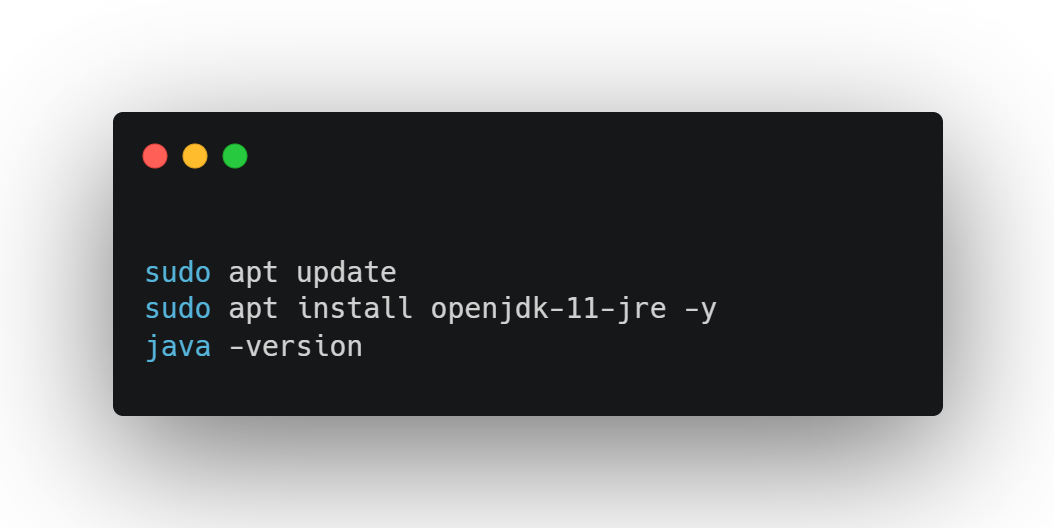 sudo apt update
sudo apt install openjdk-11-jre -y
java -version